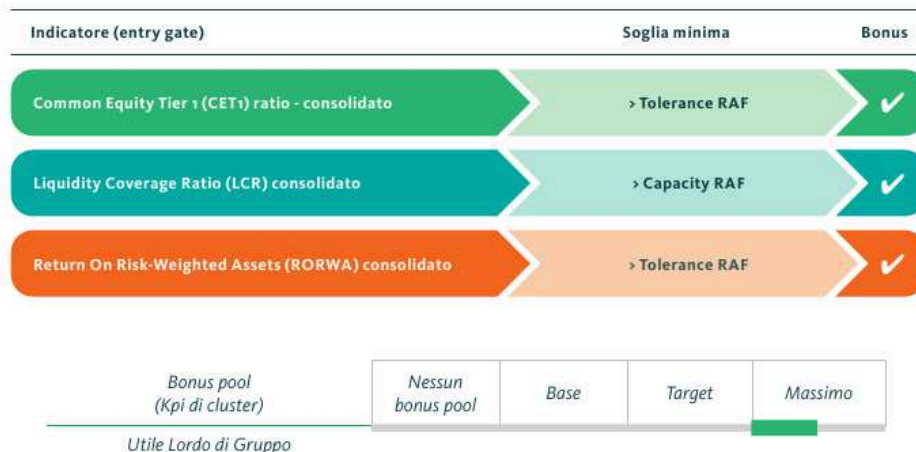 Indicatore (entry gate) Soglia minima Bonus
Common Equity Tier 1 (CET1) ratio - consolidato > Tolerance RAF
Liquidity Coverage Ratio (LCR) consolidato > Capacity RAF
Return On Risk-Weighted Assets (RORWA) consolidato > Tolerance RAF
Bonus pool
(Kpi di cluster)
Nessun
bonus pool
Base
Target
Massimo
Utile Lordo di Gruppo